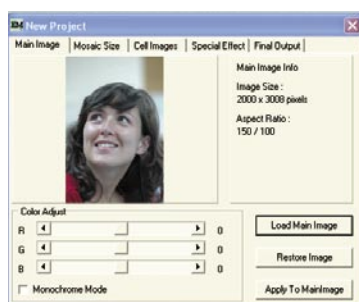 New Project
Main Image Mosaic Size Cell Images Special Effect Final Output
Main Image Info
Image Size :
2000 x 3008 pixels
Aspect Ratio :
150 / 100
Color Adjust
R 0
G 0
B 0
Monochrome Mode
Load Main Image
Restore Image
Apply To MainImage